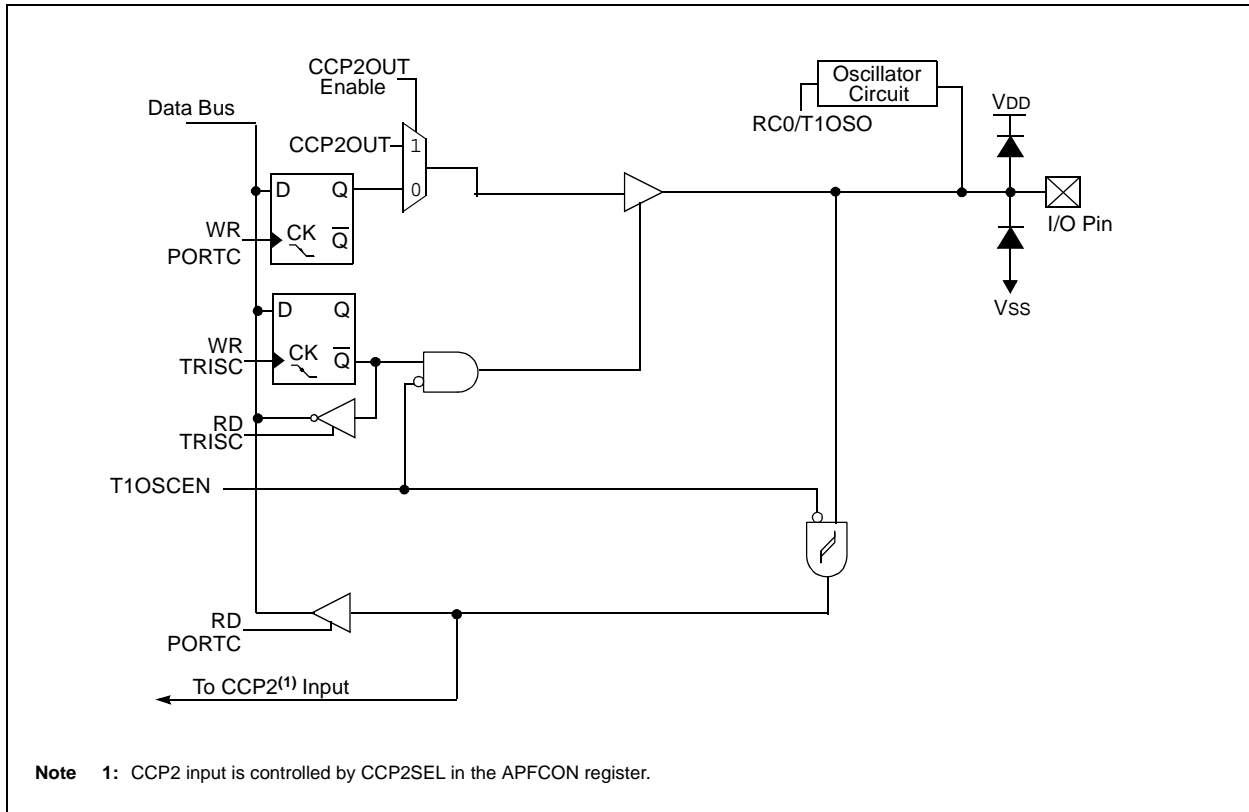 CCP2OUT
Enable
Oscillator
Circuit
VDD
Data Bus
RC0/T1OSO
CCP2OUT
1
D Q
0
I/O Pin
WR
PORTC
CK Q
D Q
VSS
WR
TRISC
CK Q
RD
TRISC
T1OSCEN
RD
PORTC
To CCP2(1) Input
Note 1: CCP2 input is controlled by CCP2SEL in the APFCON register.